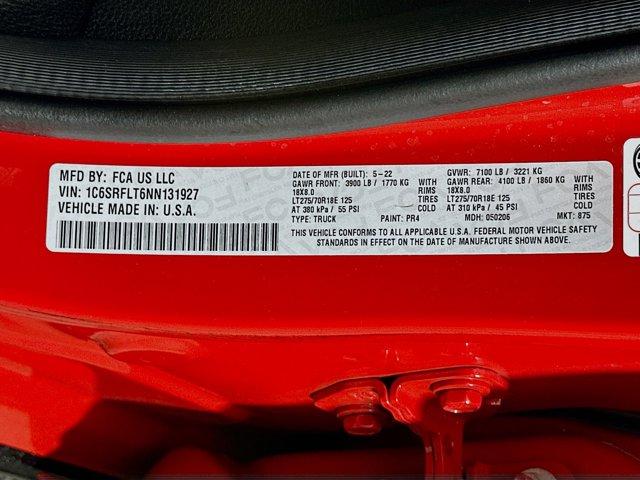 MFD BY: FCA US LLC
VIN: 1C6SRFLT6NN131927
VEHICLE MADE IN: U.S.A.
DATE OF MFR (BUILT): 5-22 GVWR: 7100 LB / 3221 KG
GAWR FRONT: 3900 LB / 1770 KG WITH GAWR REAR: 4100 LB / 1860 KG WITH
18X8.0 RIMS 18X8.0 RIMS
LT275/70R18E 125 TIRES LT275/70R18E 125 TIRES
AT 380 kPa / 55 PSI COLD AT 310 kPa / 45 PSI COLD
TYPE: TRUCK PAINT: PR4 MDH: 050206 MKT: 875
THIS VEHICLE CONFORMS TO ALL APPLICABLE U.S.A. FEDERAL MOTOR VEHICLE SAFETY
STANDARDS IN EFFECT ON THE DATE OF MANUFACTURE SHOWN ABOVE.